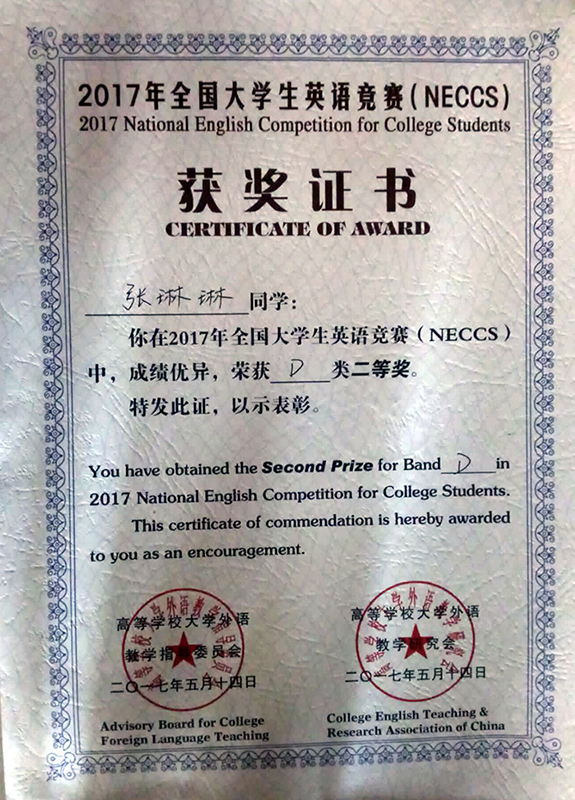 2017年全国大学生英语竞赛(NECCS)
2017 National English Competition for College Students
获奖证书
CERTIFICATE OF AWARD
张琳琳同学:
你在2017年全国大学生英语竞赛(NECCS)
中，成绩优异，荣获 D 类二等奖。
特发此证，以示表彰。
You have obtained the Second Prize for Band D in
2017 National English Competition for College Students.
This certificate of commendation is hereby awarded
to you as an encouragement.
高等学校大学外语
教学指导委员会
二〇一七年五月十四日
Advisory Board for College
Foreign Language Teaching
高等学校大学外语
教学研究会
二〇一七年五月十四日
College English Teaching &
Research Association of China